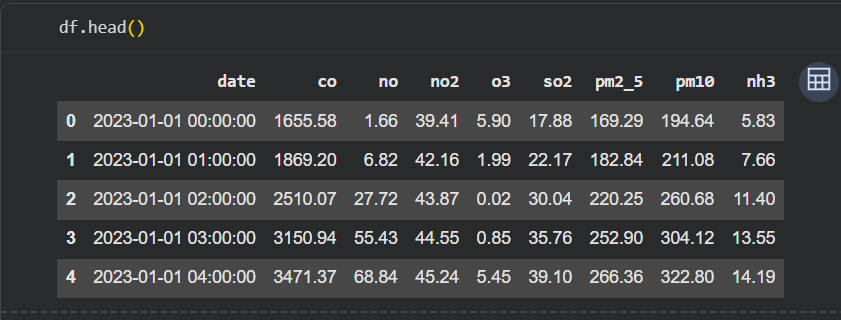 df.head()
date co no no2 o3 so2 pm2_5 pm10 nh3
0 2023-01-01 00:00:00 1655.58 1.66 39.41 5.90 17.88 169.29 194.64 5.83
1 2023-01-01 01:00:00 1869.20 6.82 42.16 1.99 22.17 182.84 211.08 7.66
2 2023-01-01 02:00:00 2510.07 27.72 43.87 0.02 30.04 220.25 260.68 11.40
3 2023-01-01 03:00:00 3150.94 55.43 44.55 0.85 35.76 252.90 304.12 13.55
4 2023-01-01 04:00:00 3471.37 68.84 45.24 5.45 39.10 266.36 322.80 14.19